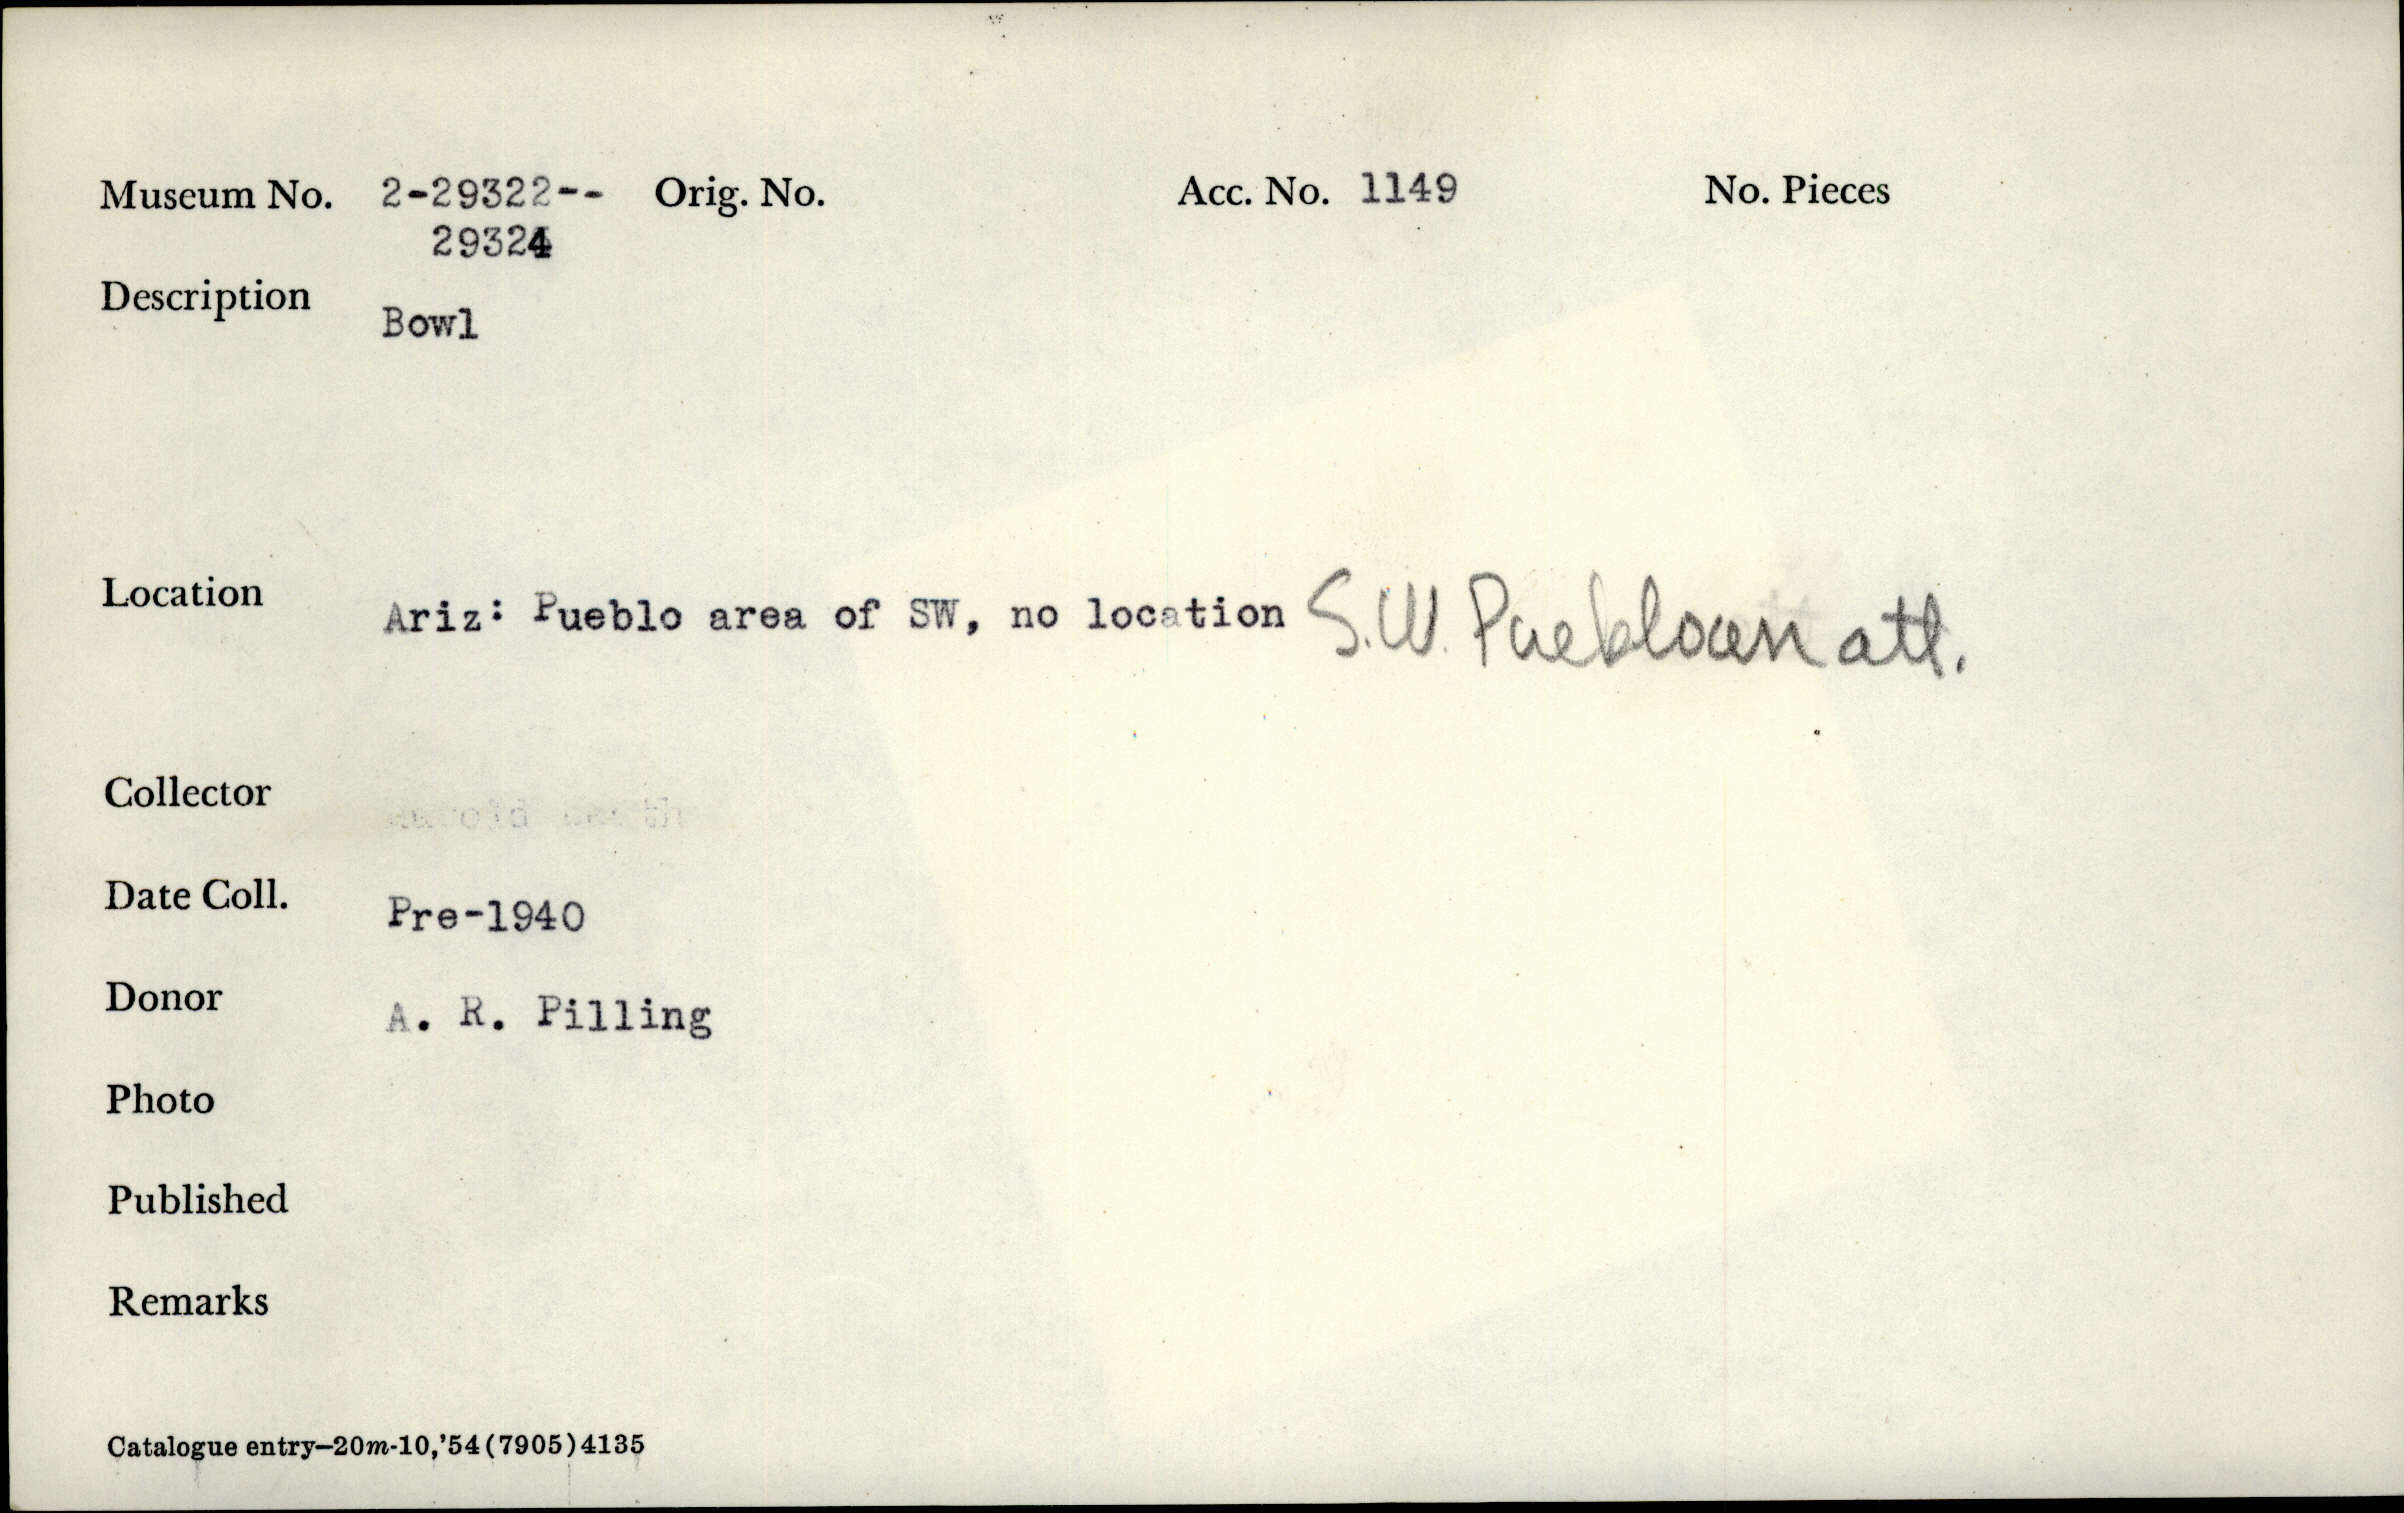 Museum No. 2-29322-- Orig. No. Acc. No. 1149 No. Pieces
29324
Description
Bowl
Location
Ariz: Pueblo area of SW, no location S.W. Puebloan att.
Collector
Date Coll.
Pre-1940
Donor
A. R. Pilling
Photo
Published
Remarks
Catalogue entry—20m-10,'54(7905)4135